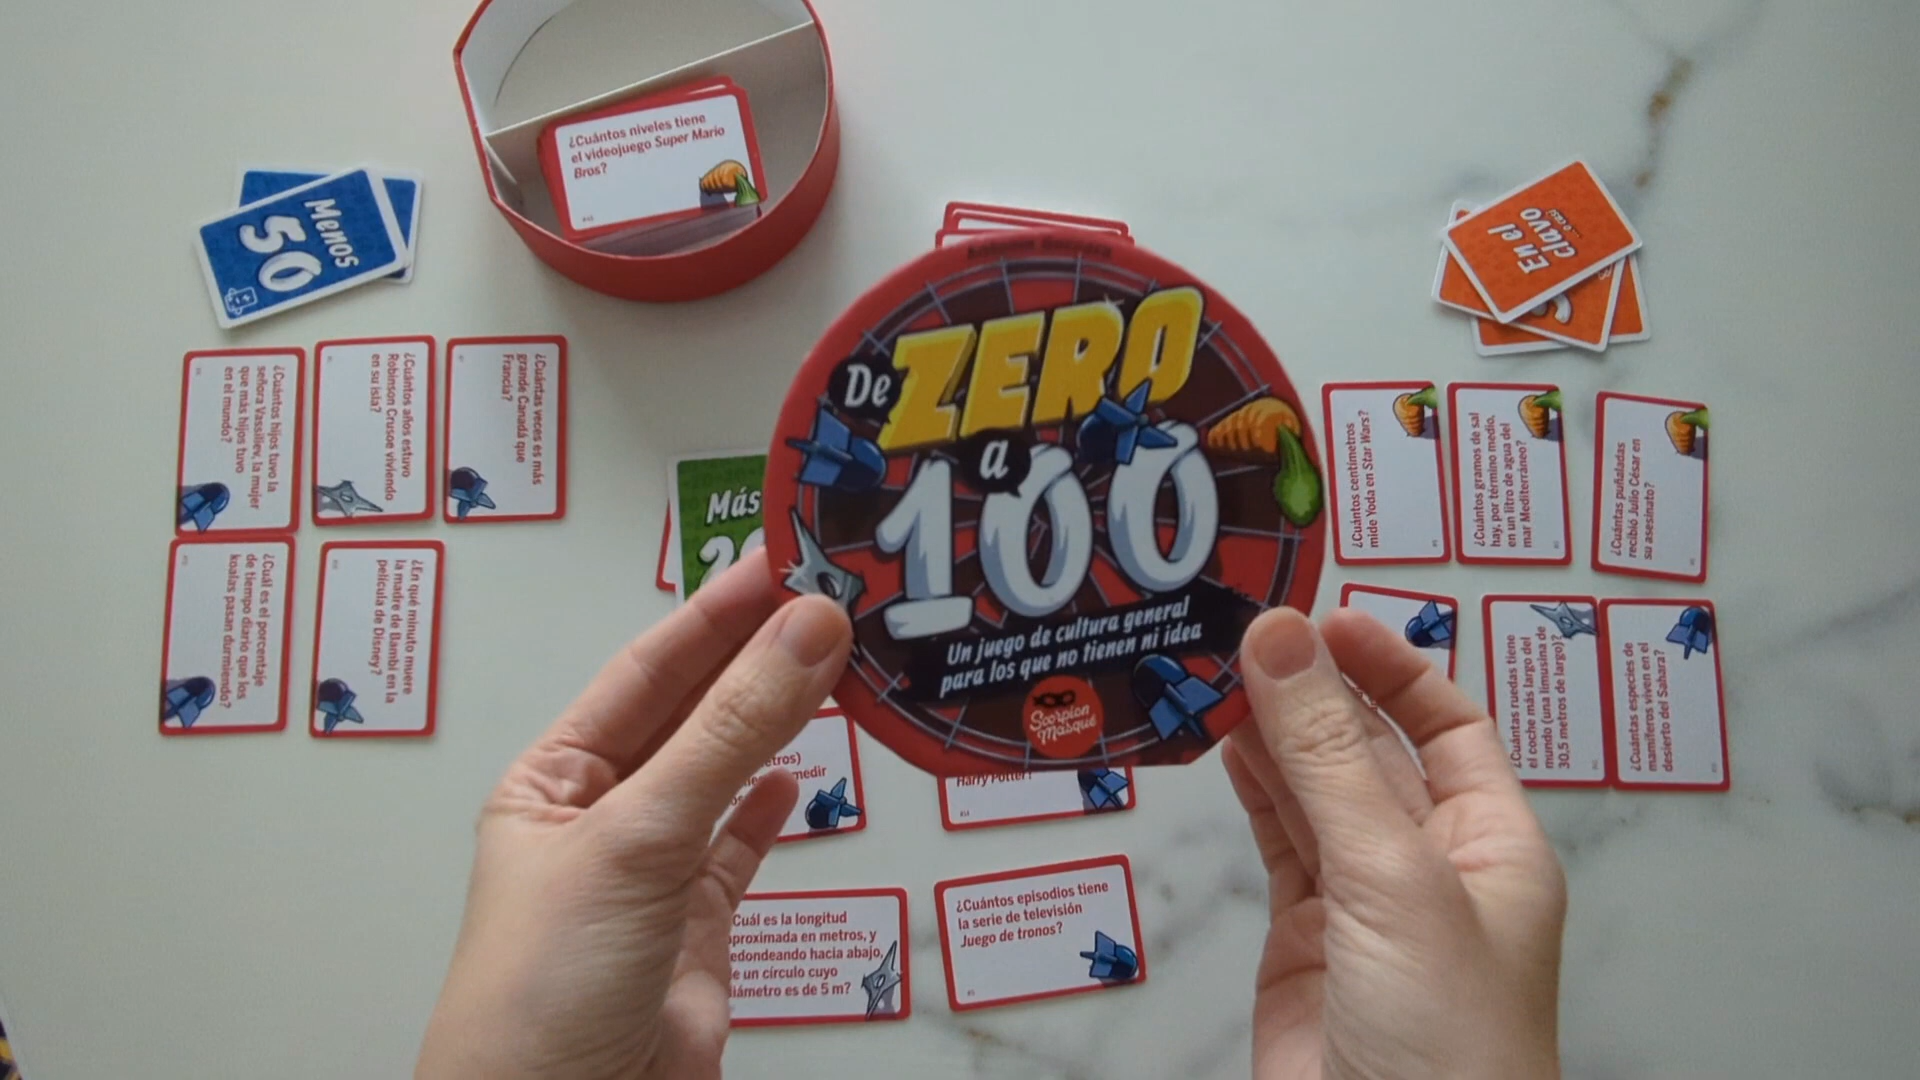 ¿Cuántos niveles tiene
el videojuego Super Mario
Bros?
Menos
50
En el
clavo
...o casi
¿Cuántos hijos tuvo la
señora Vassiliev, la mujer
que más hijos tuvo
en el mundo?
¿Cuántos años estuvo
Robinson Crusoe viviendo
en su isla?
¿Cuántas veces es más
grande Canadá que
Francia?
¿Cuál es el porcentaje
de tiempo diario que los
koalas pasan durmiendo?
¿En qué minuto muere
la madre de Bambi en la
película de Disney?
Más
De
ZERO
a
100
Un juego de cultura general
para los que no tienen ni idea
Scorpion
Masqué
¿Cuántos centímetros
mide Yoda en Star Wars?
¿Cuántos gramos de sal
hay, por término medio,
en un litro de agua del
mar Mediterráneo?
¿Cuántas puñaladas
recibió Julio César en
su asesinato?
¿Cuántas ruedas tiene
el coche más largo del
mundo (una limusina de
30,5 metros de largo)?
¿Cuántas especies de
mamíferos viven en el
desierto del Sahara?
etros)
medir
Harry Potter?
Cuál es la longitud
aproximada en metros, y
redondeando hacia abajo,
de un círculo cuyo
diámetro es de 5 m?
¿Cuántos episodios tiene
la serie de televisión
Juego de tronos?